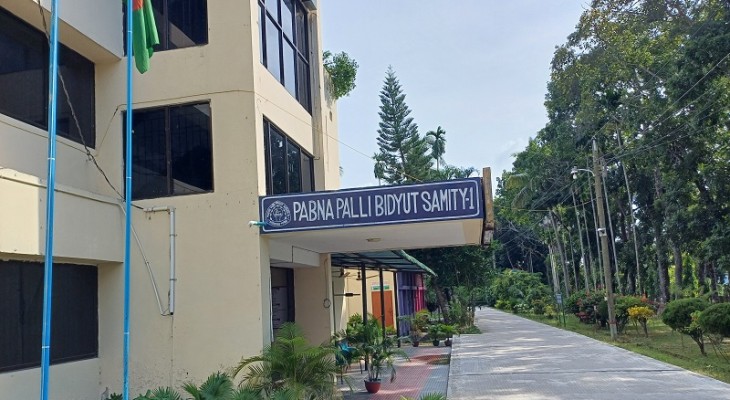 PABNA PALLI BIDYUT SAMITY-1